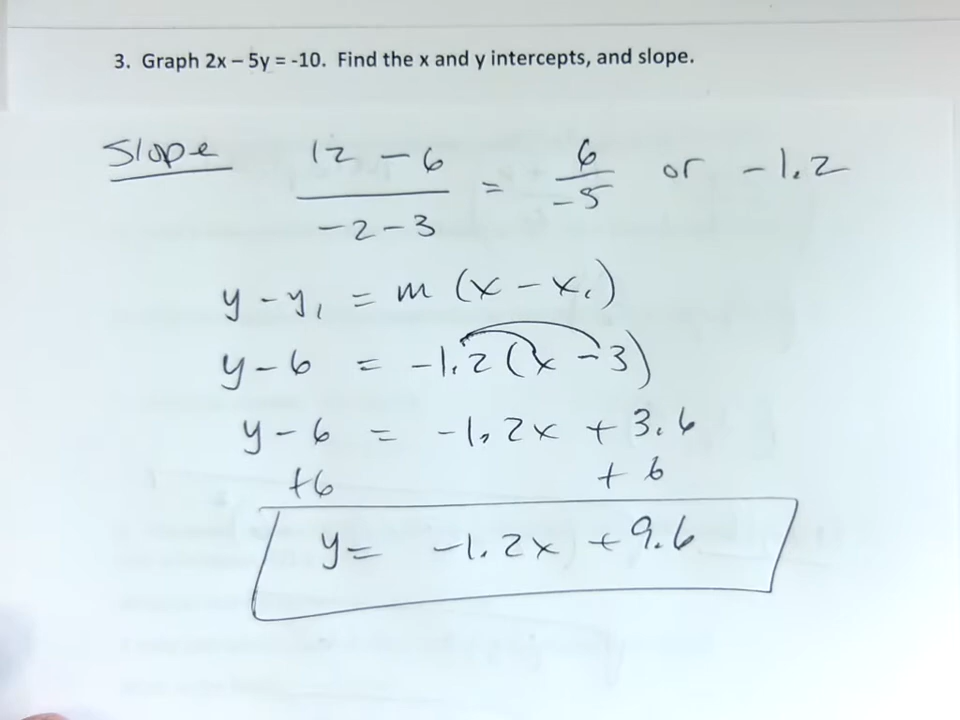 3. Graph 2x – 5y = -10. Find the x and y intercepts, and slope.
Slope 12 - 6 / -2 - 3 = 6 / -5 or -1.2
y - y₁ = m (x - x₁)
y - 6 = -1.2 (x - 3)
y - 6 = -1.2x + 3.6
+6 + 6
y = -1.2x + 9.6